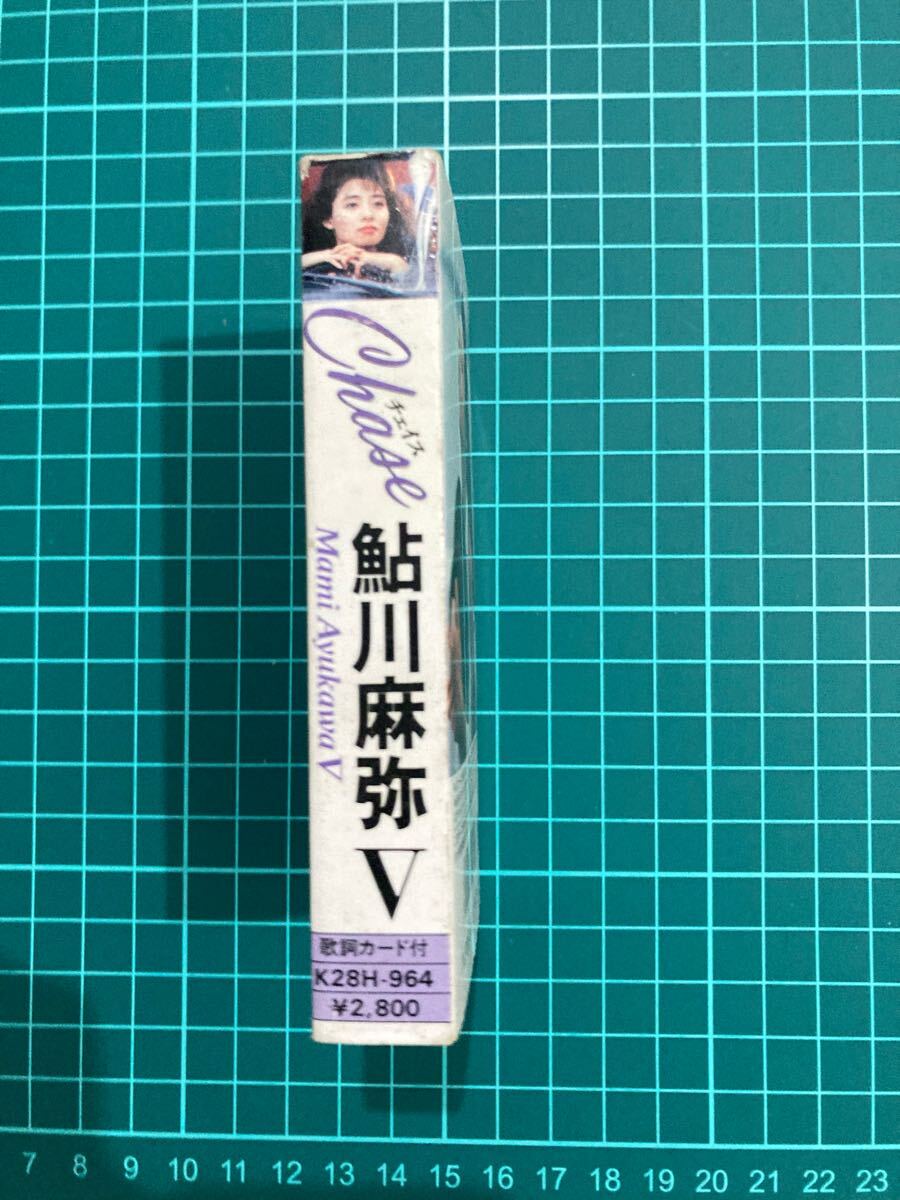 Chase
チェイス
鮎川麻弥 V
Mami Ayukawa V
歌詞カード付
K28H-964
¥2,800
7 8 9 10 11 12 13 14 15 16 17 18 19 20 21 22 23